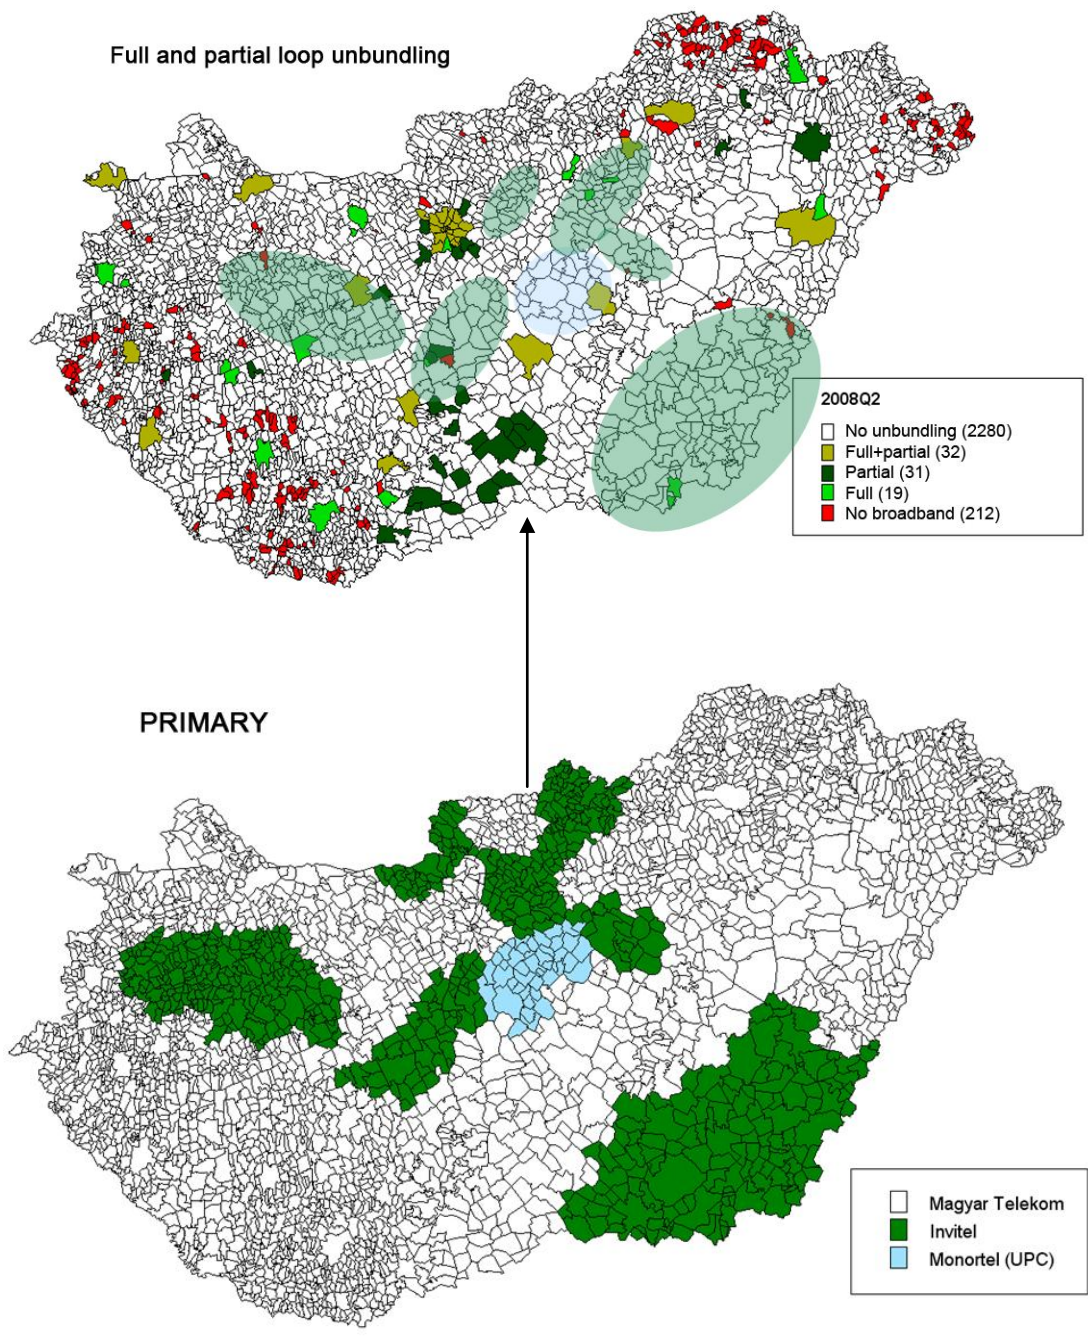 Full and partial loop unbundling
2008Q2
No unbundling (2280)
Full+partial (32)
Partial (31)
Full (19)
No broadband (212)
PRIMARY
Magyar Telekom
Invitel
Monortel (UPC)